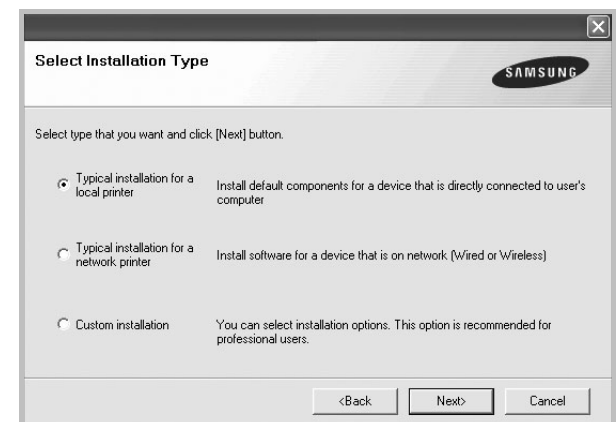 Select Installation Type
SAMSUNG
Select type that you want and click [Next] button.
Typical installation for a
local printer
Install default components for a device that is directly connected to user's
computer
Typical installation for a
network printer
Install software for a device that is on network (Wired or Wireless)
Custom installation
You can select installation options. This option is recommended for
professional users.
<Back
Next>
Cancel